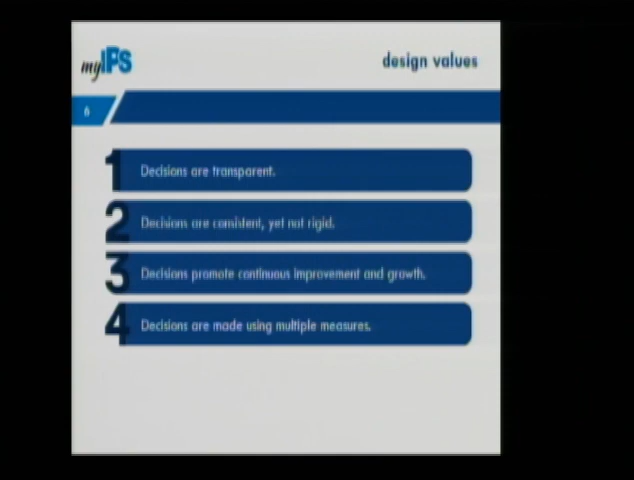 myIPS
design values
6
1 Decisions are transparent.
2 Decisions are consistent, yet not rigid.
3 Decisions promote continuous improvement and growth.
4 Decisions are made using multiple measures.